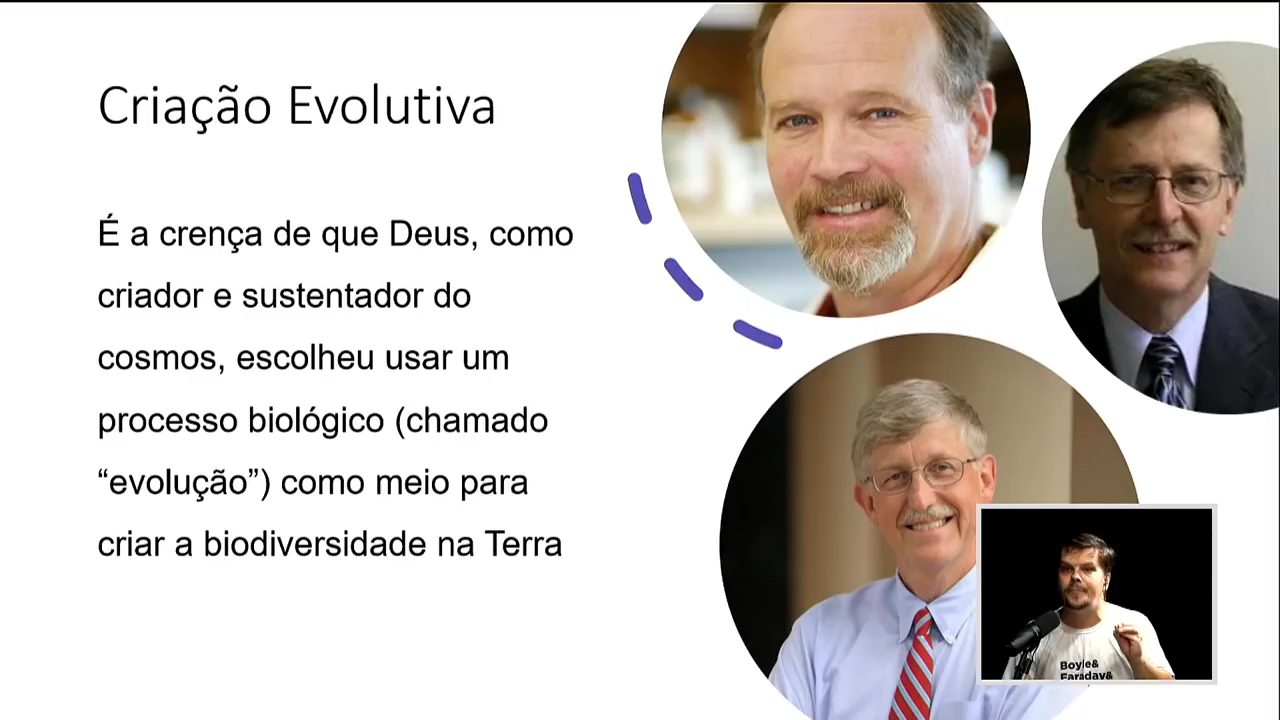 Criação Evolutiva
É a crença de que Deus, como
criador e sustentador do
cosmos, escolheu usar um
processo biológico (chamado
“evolução”) como meio para
criar a biodiversidade na Terra
Boyle&
Faraday&